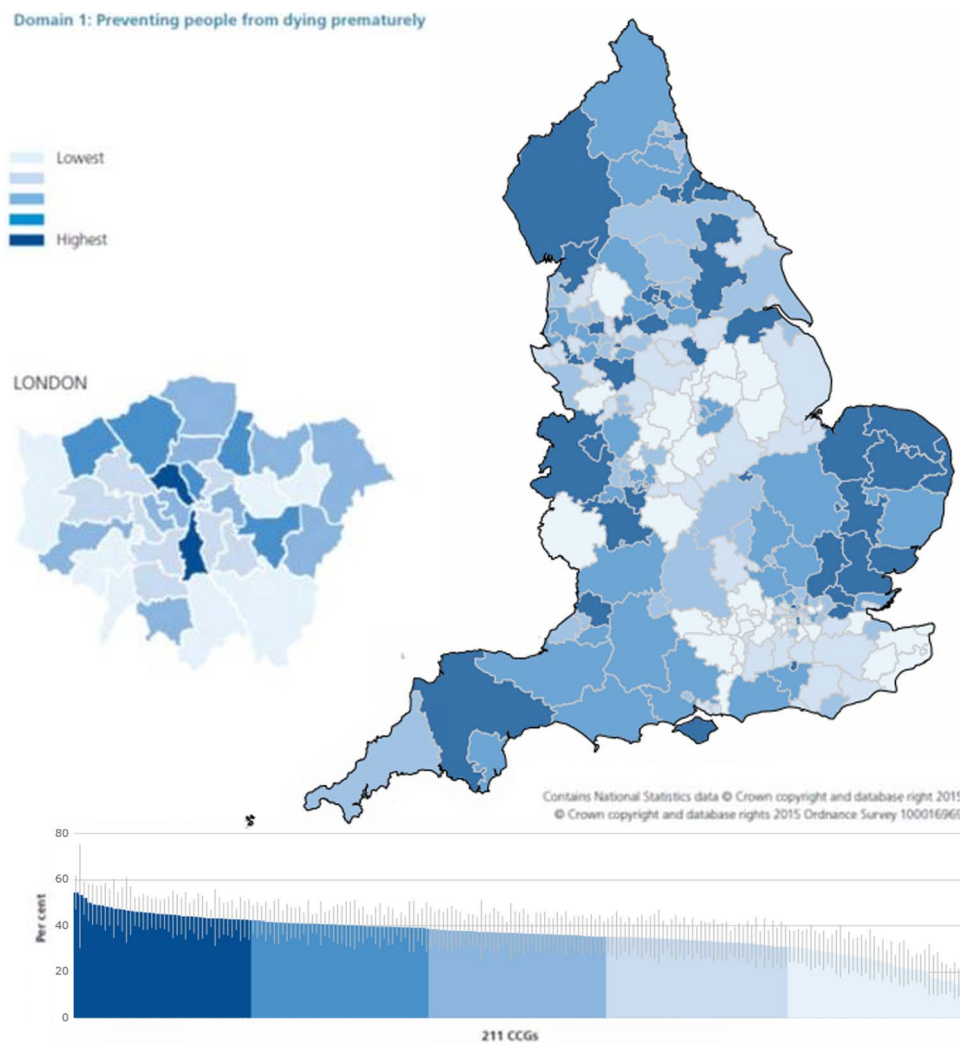 Domain 1: Preventing people from dying prematurely
Lowest
Highest
LONDON
Contains National Statistics data © Crown copyright and database right 2015
© Crown copyright and database rights 2015 Ordnance Survey 100016969
80
60
40
20
0
Per cent
211 CCGs